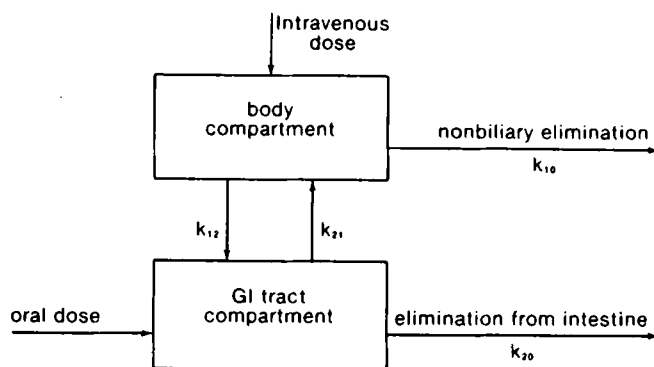 Intravenous
dose
body
compartment
nonbiliary elimination
k₁₀
k₁₂
k₂₁
GI tract
compartment
oral dose
elimination from intestine
k₂₀